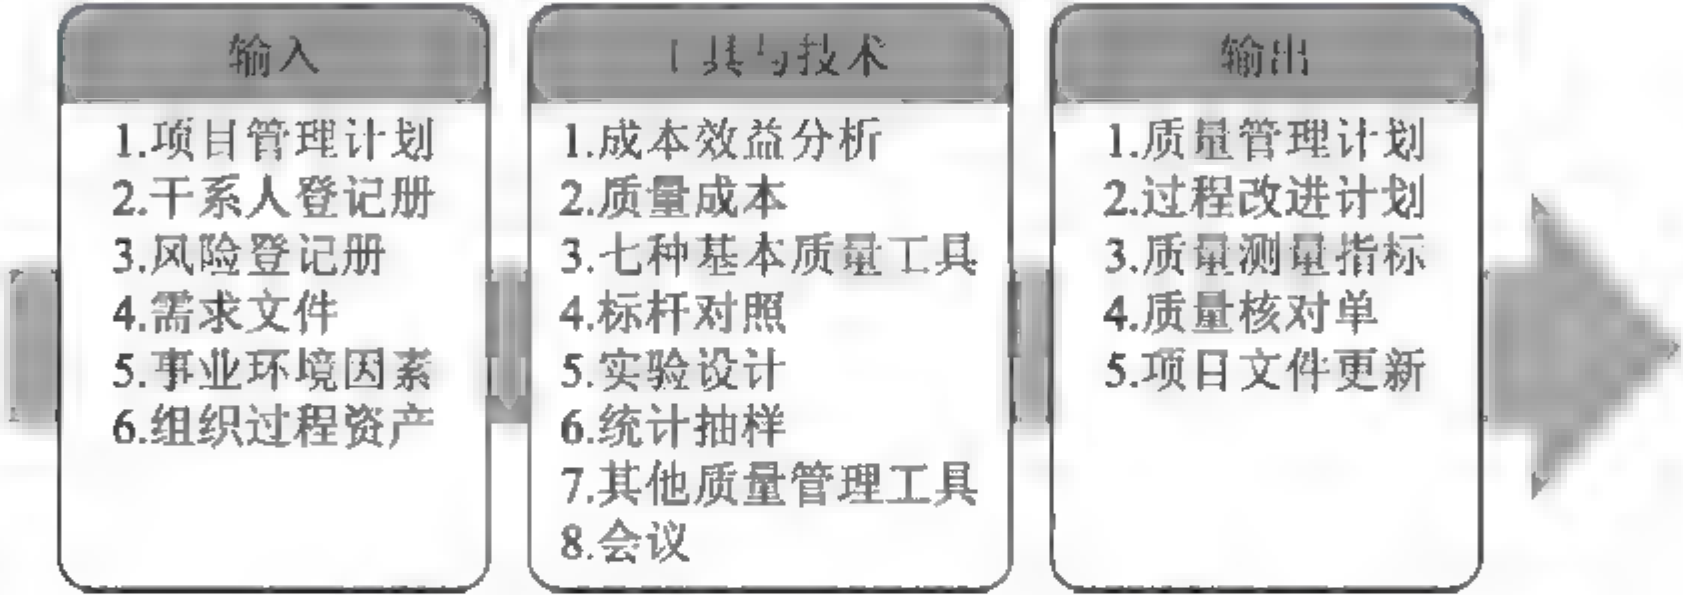 输入
1.项目管理计划
2.干系人登记册
3.风险登记册
4.需求文件
5.事业环境因素
6.组织过程资产
工具与技术
1.成本效益分析
2.质量成本
3.七种基本质量工具
4.标杆对照
5.实验设计
6.统计抽样
7.其他质量管理工具
8.会议
输出
1.质量管理计划
2.过程改进计划
3.质量测量指标
4.质量核对单
5.项目文件更新